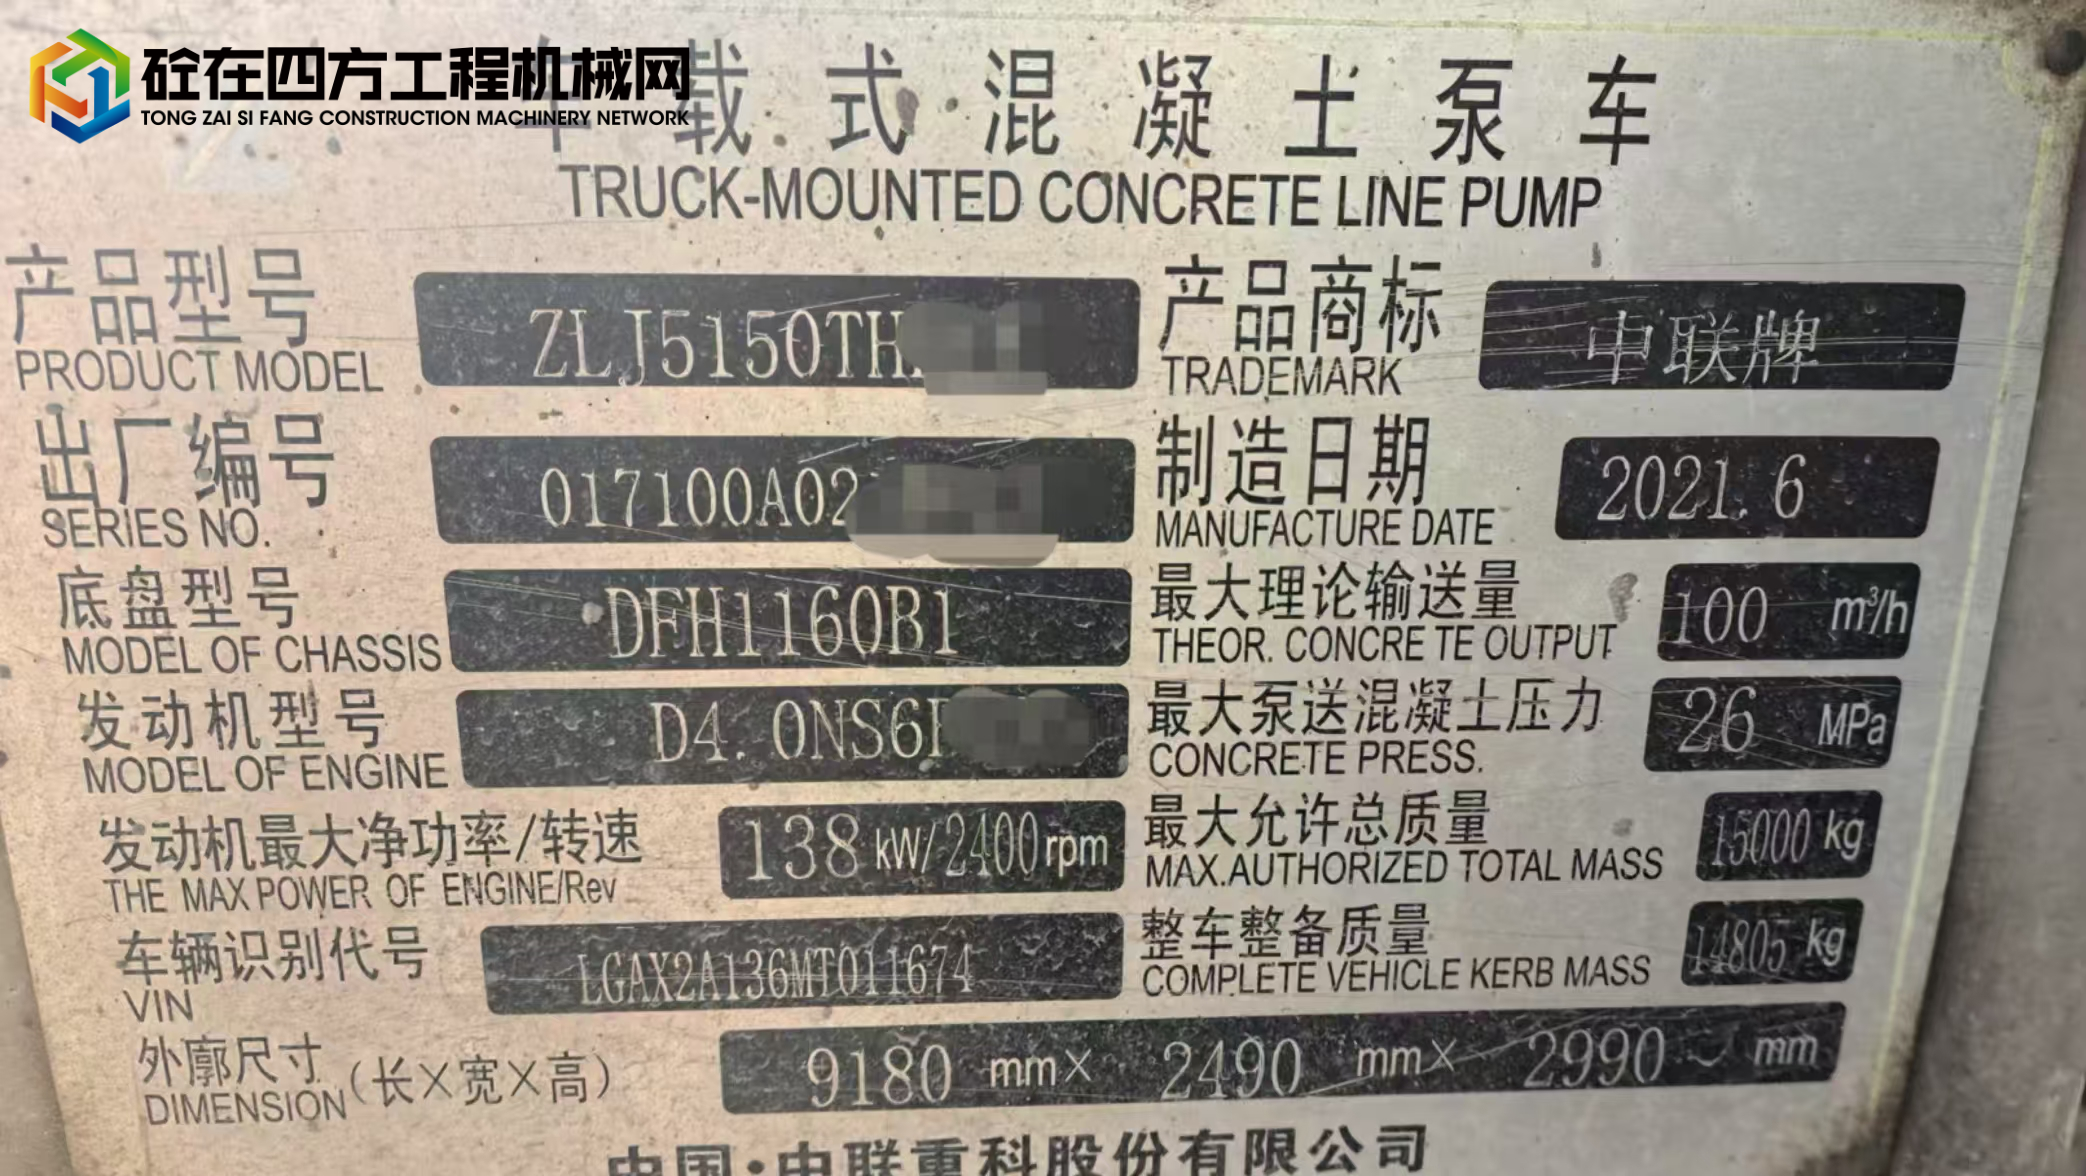 砼在四方工程机械网
TONG ZAI SI FANG CONSTRUCTION MACHINERY NETWORK
车载式混凝土泵车
TRUCK-MOUNTED CONCRETE LINE PUMP
产品型号 ZLJ5150TH 产品商标 中联牌
PRODUCT MODEL TRADEMARK
出厂编号 017100A02 制造日期 2021.6
SERIES NO. MANUFACTURE DATE
底盘型号 DFH1160B1 最大理论输送量 100 m³/h
MODEL OF CHASSIS THEOR. CONCRE TE OUTPUT
发动机型号 D4.0NS6 最大泵送混凝土压力 26 MPa
MODEL OF ENGINE CONCRETE PRESS.
发动机最大净功率/转速 138 kW/2400rpm 最大允许总质量 15000 kg
THE MAX POWER OF ENGINE/Rev MAX.AUTHORIZED TOTAL MASS
车辆识别代号 LGAX2A136MT011674 整车整备质量 14805 kg
VIN COMPLETE VEHICLE KERB MASS
外廓尺寸 (长×宽×高) 9180 mm× 2490 mm× 2990 mm
DIMENSION
中国·中联重科股份有限公司